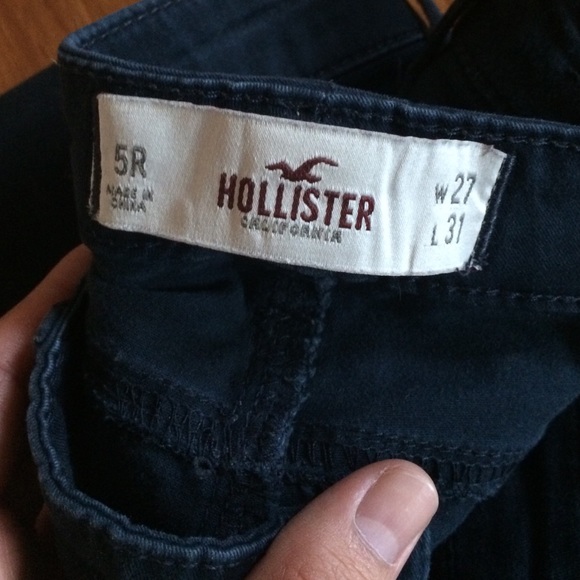 5R
MADE IN
CHINA
HOLLISTER
CALIFORNIA
W 27
L 31